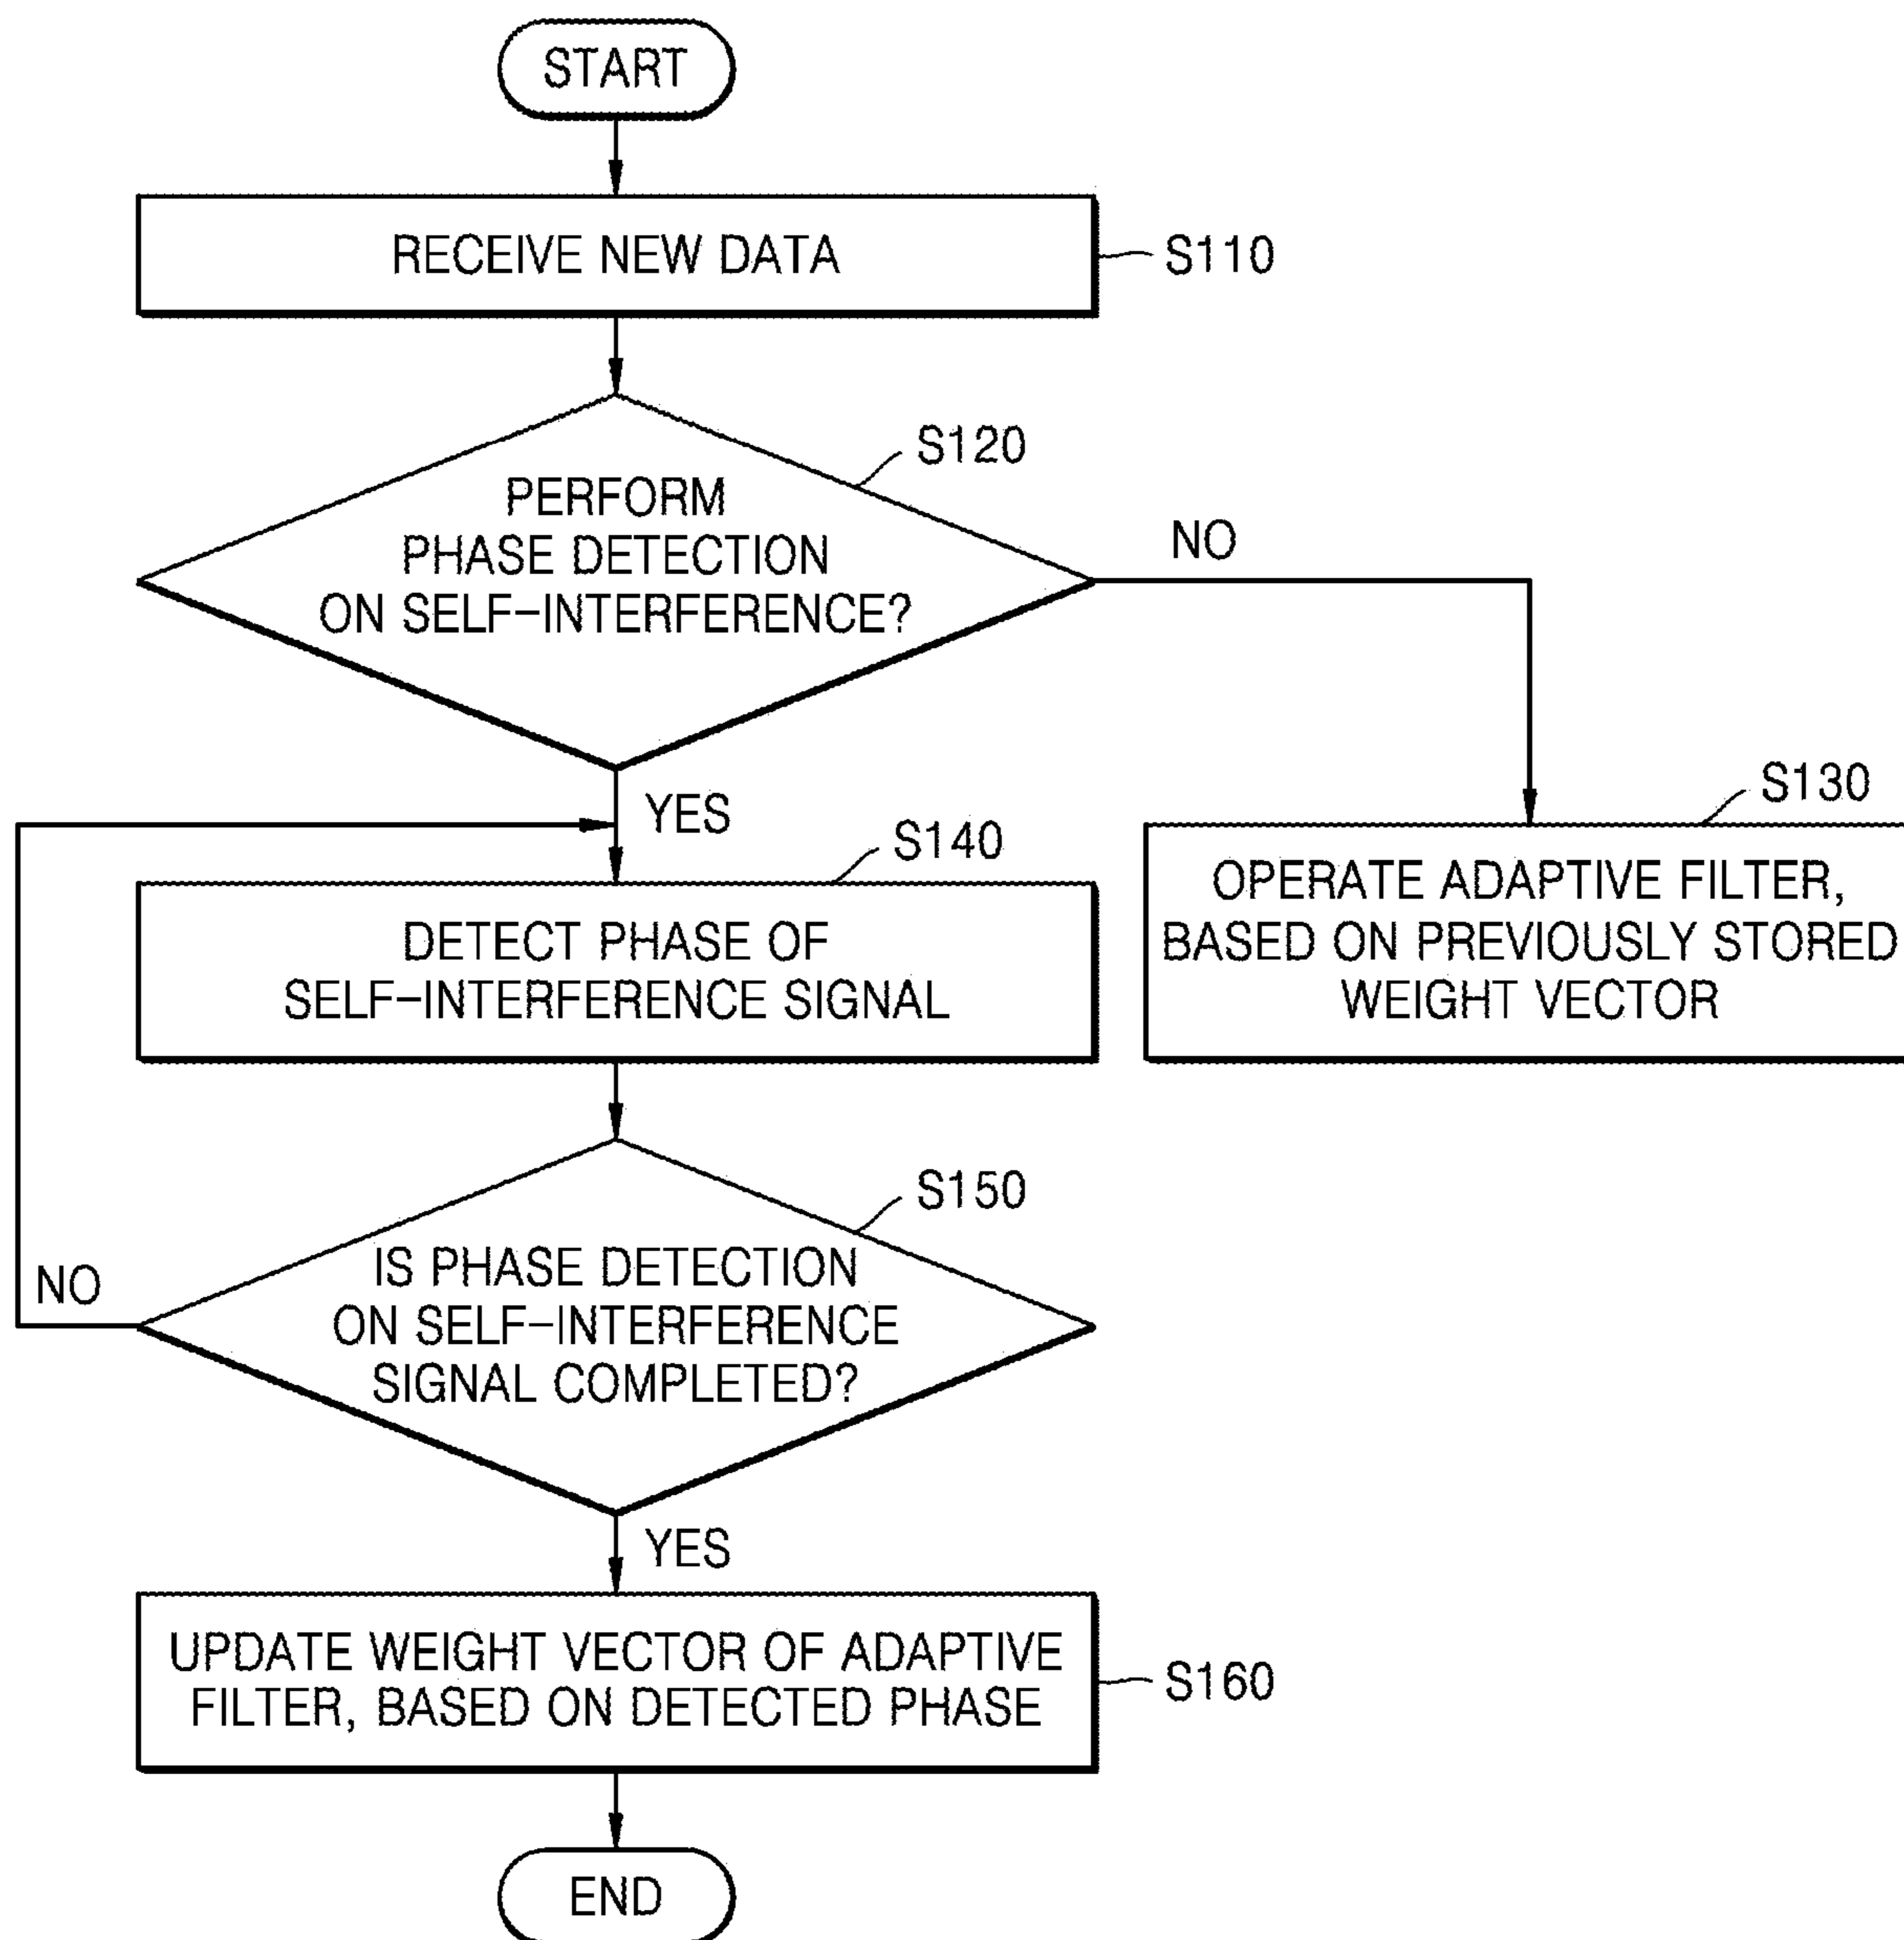 START
RECEIVE NEW DATA
S110
S120
PERFORM
PHASE DETECTION
ON SELF-INTERFERENCE?
NO
YES
S130
OPERATE ADAPTIVE FILTER,
BASED ON PREVIOUSLY STORED
WEIGHT VECTOR
S140
DETECT PHASE OF
SELF-INTERFERENCE SIGNAL
S150
IS PHASE DETECTION
ON SELF-INTERFERENCE
SIGNAL COMPLETED?
NO
YES
UPDATE WEIGHT VECTOR OF ADAPTIVE
FILTER, BASED ON DETECTED PHASE
S160
END